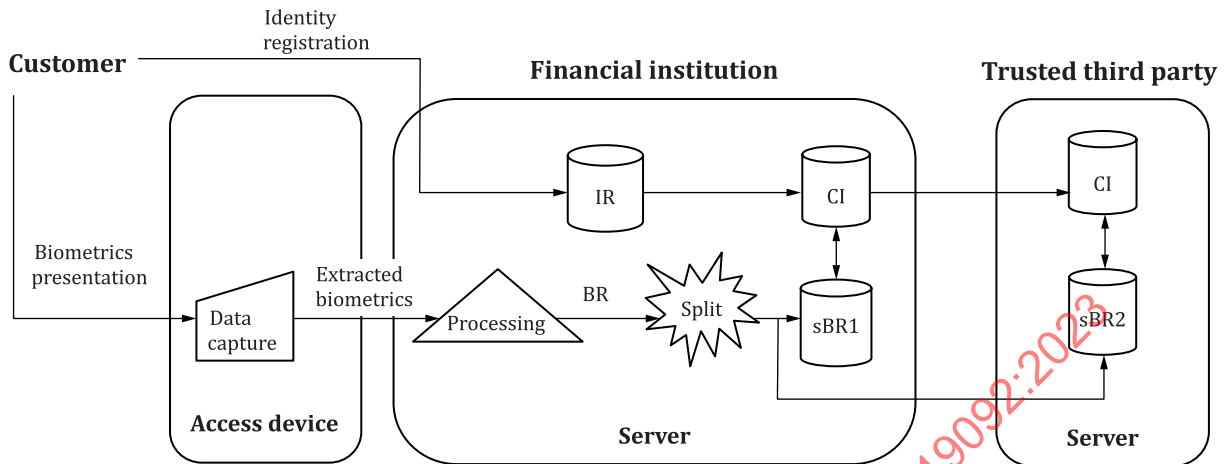 Identity
registration
Customer
Financial institution
Trusted third party
IR
CI
CI
Biometrics
presentation
Extracted
biometrics
BR
Data
capture
Processing
Split
sBR1
sBR2
Access device
Server
Server
19092:2023